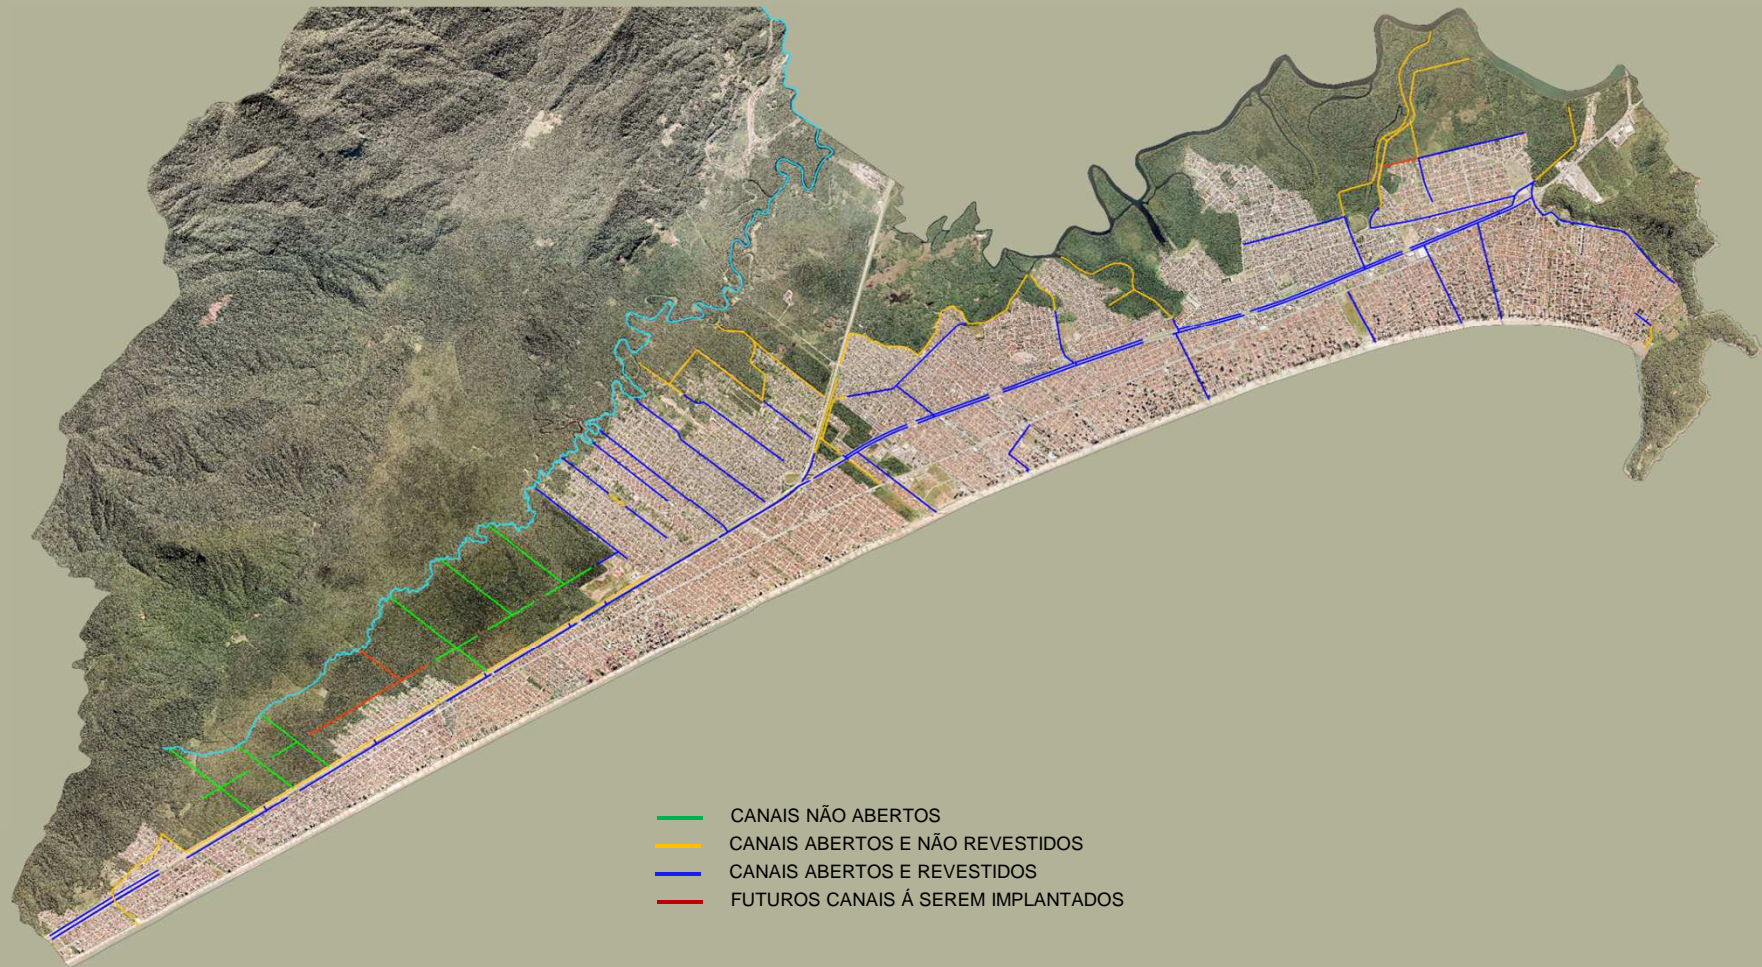 CANAIS NÃO ABERTOS
CANAIS ABERTOS E NÃO REVESTIDOS
CANAIS ABERTOS E REVESTIDOS
FUTUROS CANAIS Á SEREM IMPLANTADOS